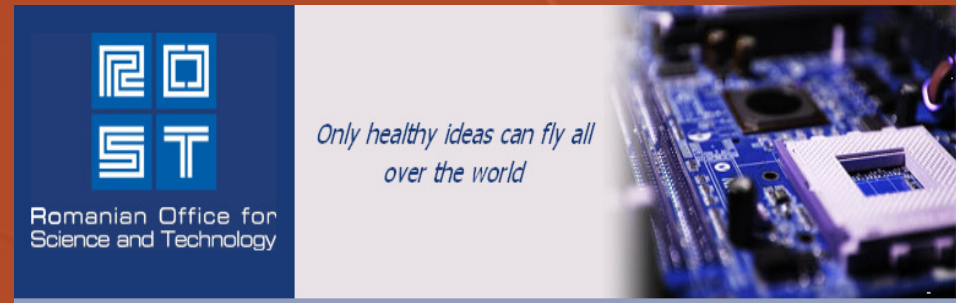 RO
ST
Romanian Office for
Science and Technology
Only healthy ideas can fly all
over the world